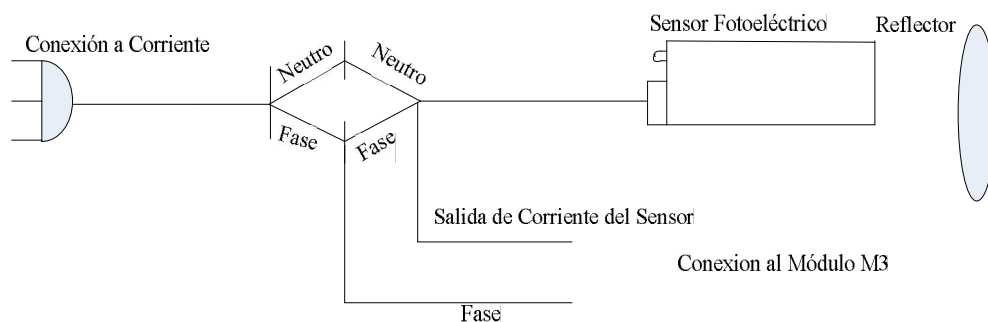 Sensor Fotoeléctrico
Reflector
Conexión a Corriente
Neutro
Neutro
Fase
Fase
Salida de Corriente del Sensor
Conexion al Módulo M3
Fase